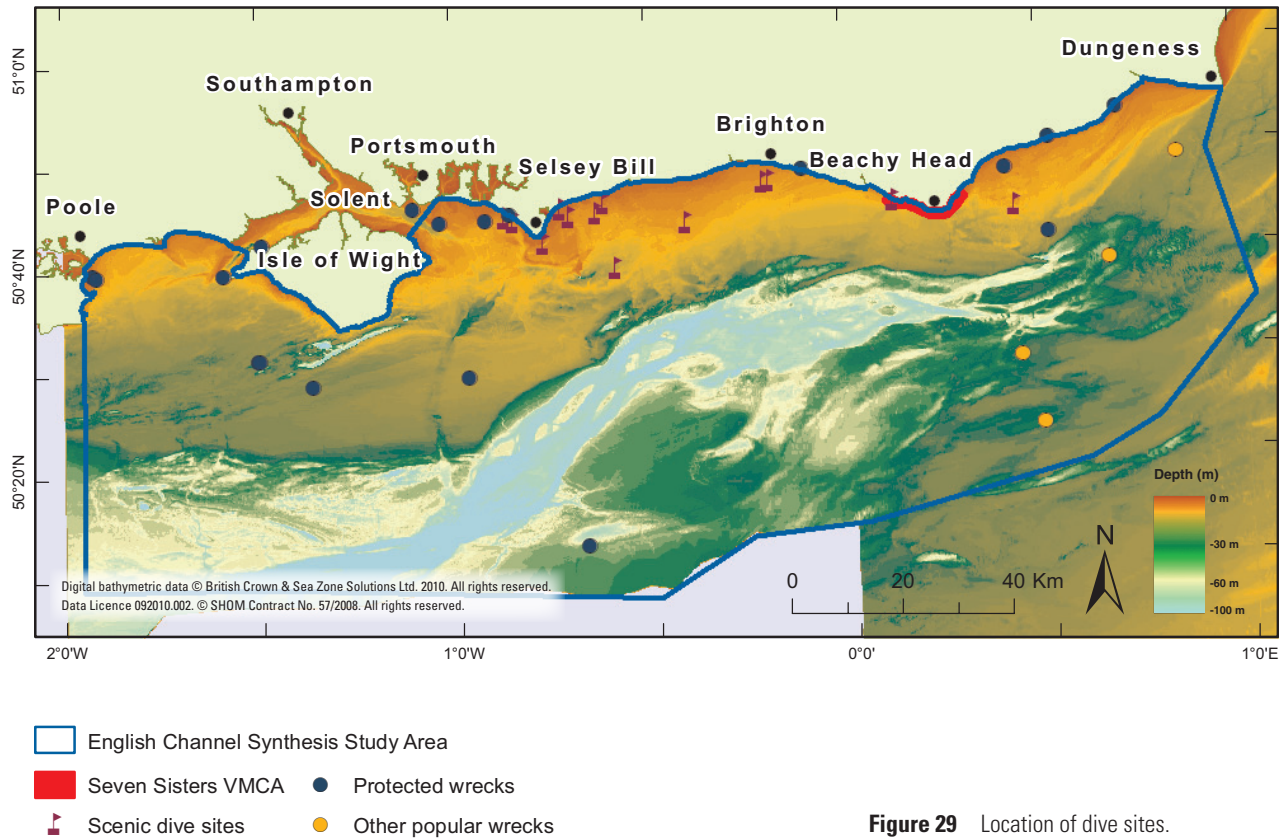 Dungeness
51°0'N
Southampton
Brighton
Portsmouth
Beachy Head
Selsey Bill
Solent
Poole
Isle of Wight
50°40'N
50°20'N
Depth (m)
0 m
-30 m
-60 m
-100 m
N
0 20 40 Km
Digital bathymetric data © British Crown & Sea Zone Solutions Ltd. 2010. All rights reserved.
Data Licence 092010.002. © SHOM Contract No. 57/2008. All rights reserved.
2°0'W 1°0'W 0°0' 1°0'E
English Channel Synthesis Study Area
Seven Sisters VMCA Protected wrecks
Scenic dive sites Other popular wrecks
Figure 29 Location of dive sites.